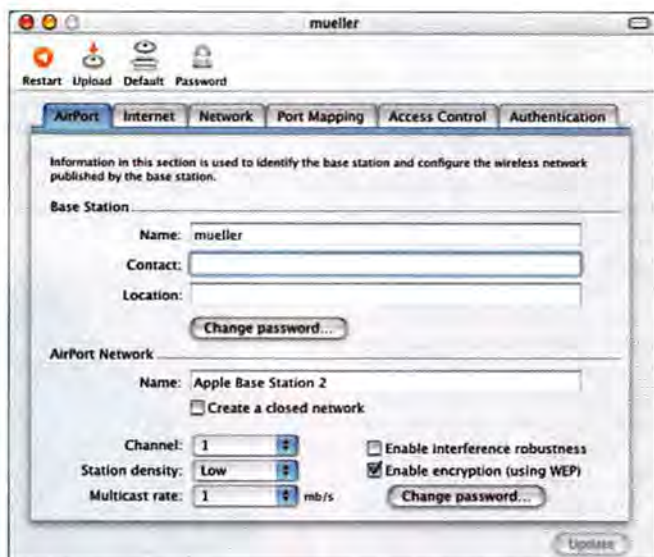 mueller
Restart Upload Default Password
AirPort Internet Network Port Mapping Access Control Authentication
Information in this section is used to identify the base station and configure the wireless network
published by the base station.
Base Station
Name: mueller
Contact:
Location:
Change password...
AirPort Network
Name: Apple Base Station 2
Create a closed network
Channel: 1 Enable interference robustness
Station density: Low Enable encryption (using WEP)
Multicast rate: 1 mb/s Change password...
Update